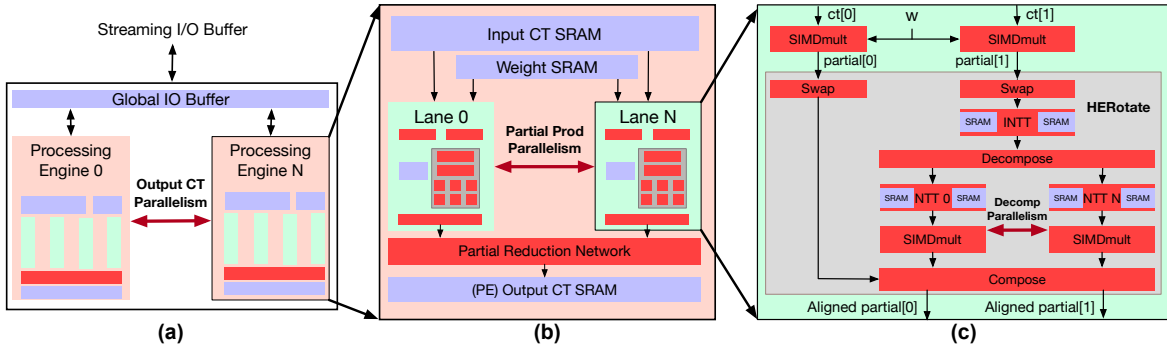 Streaming I/O Buffer
Global IO Buffer
Processing
Engine 0
Output CT
Parallelism
Processing
Engine N
(a)
Input CT SRAM
Weight SRAM
Lane 0
Partial Prod
Parallelism
Lane N
Partial Reduction Network
(PE) Output CT SRAM
(b)
ct[0]
w
ct[1]
SIMDmult
SIMDmult
partial[0]
partial[1]
Swap
Swap
HERotate
SRAM
INTT
SRAM
Decompose
SRAM
NTT 0
SRAM
Decomp
Parallelism
SRAM
NTT N
SRAM
SIMDmult
SIMDmult
Compose
Aligned partial[0]
Aligned partial[1]
(c)